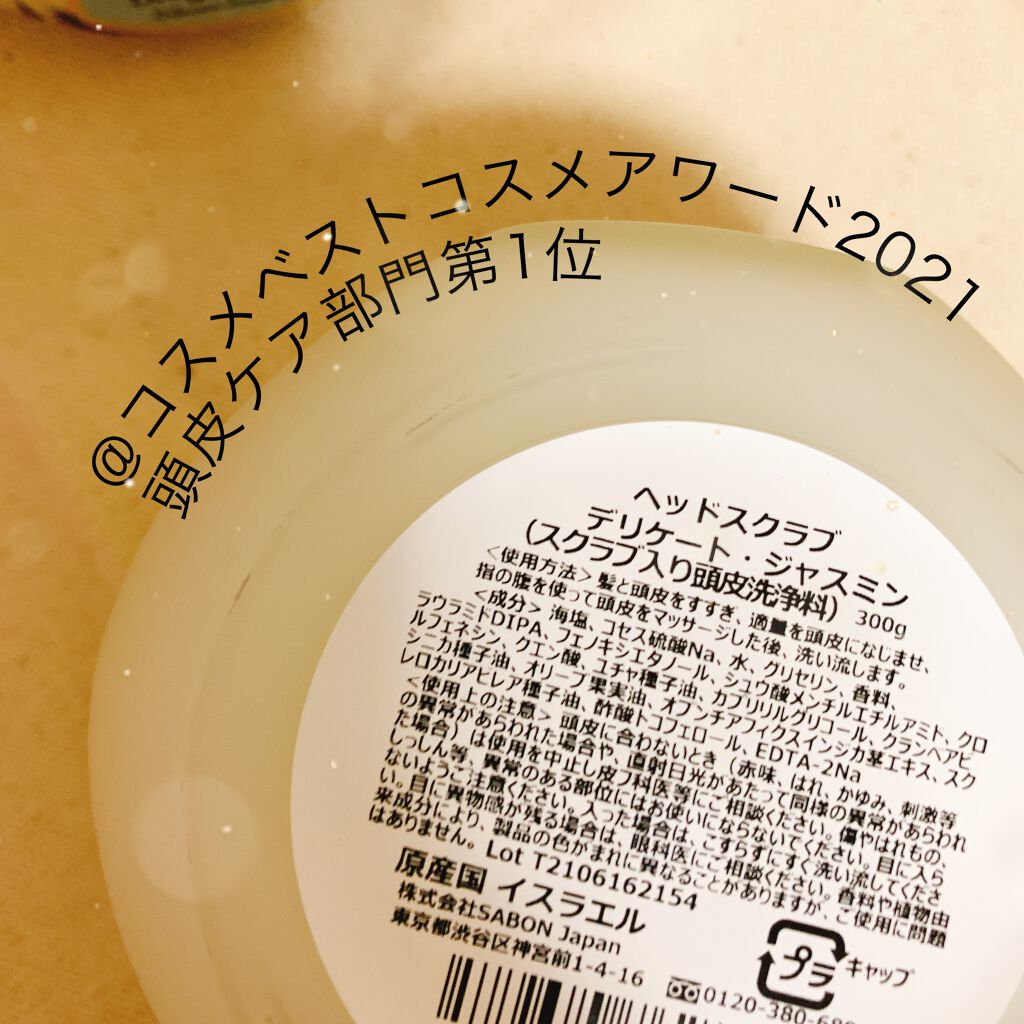 @コスメベストコスメアワード2021
頭皮ケア部門第1位
ヘッドスクラブ
デリケート・ジャスミン
(スクラブ入り頭皮洗浄料) 300g
<使用方法> 髪と頭皮をすすぎ、適量を頭皮になじませ、
指の腹を使って頭皮をマッサージした後、洗い流します。
<成分> 海塩、コセス硫酸Na、水、グリセリン、香料、
ラウラミドDIPA、フェノキシエタノール、シュウ酸メンチルエチルアミド、クロ
ルフェネシン、クエン酸、ユチヤ種子油、カプリリルグリコール、クランベアビ
シニカ種子油、オリーブ果実油、オプンチアフィクスインジカ茎エキス、スク
レロカリアビレア種子油、酢酸トコフェロール、EDTA-2Na
<使用上の注意> 頭皮に合わないとき (赤味、はれ、かゆみ、刺激等
の異常があらわれた場合や、直射日光があたって同様の異常があらわれ
た場合) は使用を中止し皮フ科医等にご相談ください。傷やはれもの、
しっしん等、異常のある部位にはお使いにならないでください。目に入ら
ないようご注意ください。入った場合は、こすらずにすぐ洗い流してくださ
い。目に異物感が残る場合は、眼科医にご相談ください。香料や植物由
来成分により、製品の色がまれに異なることがありますが、ご使用に問題
はありません。 Lot T2106162154
原産国 イスラエル
株式会社SABON Japan
東京都渋谷区神宮前1-4-16
プラ キャップ
0120-380-68